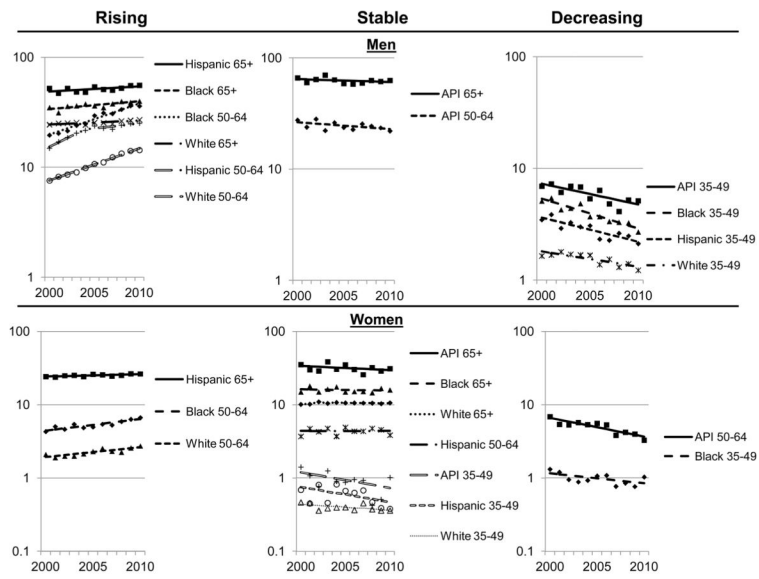 Rising Stable Decreasing
Men
100
10
1
2000 2005 2010
Hispanic 65+
Black 65+
Black 50-64
White 65+
Hispanic 50-64
White 50-64
100
10
1
2000 2005 2010
API 65+
API 50-64
100
10
1
2000 2005 2010
API 35-49
Black 35-49
Hispanic 35-49
White 35-49
Women
100
10
1
0.1
2000 2005 2010
Hispanic 65+
Black 50-64
White 50-64
100
10
1
0.1
2000 2005 2010
API 65+
Black 65+
White 65+
Hispanic 50-64
API 35-49
Hispanic 35-49
White 35-49
100
10
1
0.1
2000 2005 2010
API 50-64
Black 35-49